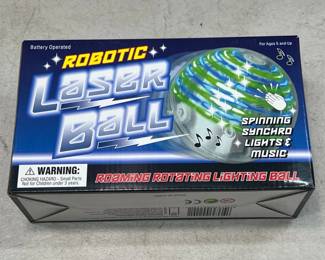 Battery Operated
For Ages 5 and Up
ROBOTIC
LASER
BALL
SPINNING
SYNCHRO
LIGHTS &
MUSIC
WARNING:
CHOKING HAZARD - Small Parts
Not for Children under 3 years.
ROAMING ROTATING LIGHTING BALL